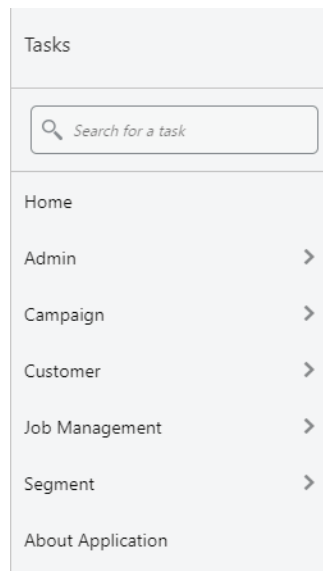 Tasks
Search for a task
Home
Admin
Campaign
Customer
Job Management
Segment
About Application